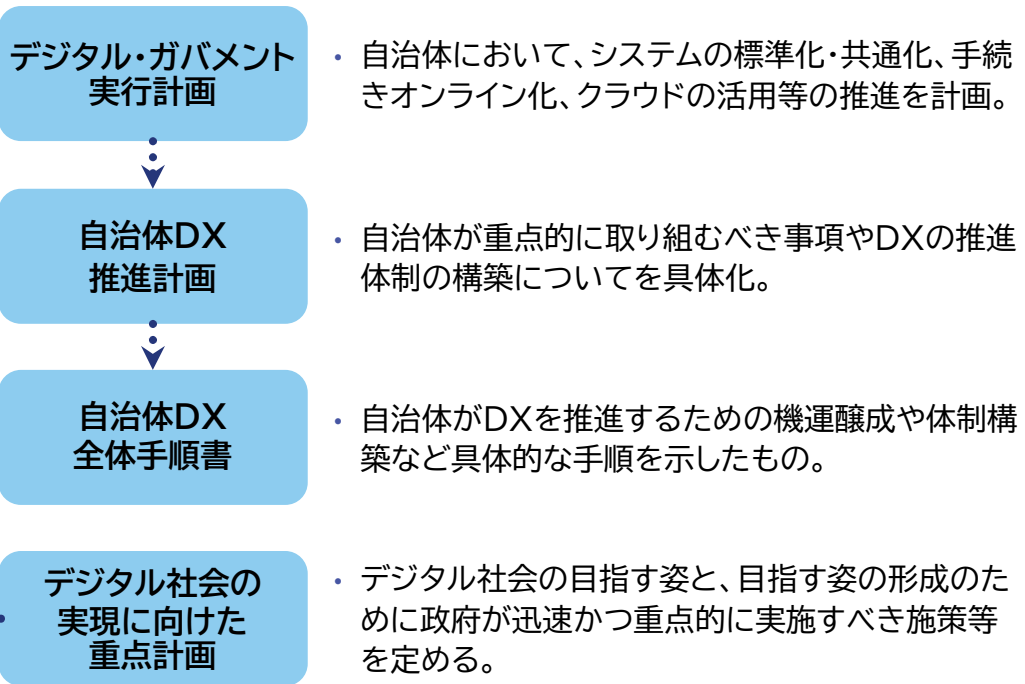 デジタル・ガバメント
実行計画
・ 自治体において、システムの標準化・共通化、手続
きオンライン化、クラウドの活用等の推進を計画。
自治体DX
推進計画
・ 自治体が重点的に取り組むべき事項やDXの推進
体制の構築についてを具体化。
自治体DX
全体手順書
・ 自治体がDXを推進するための機運醸成や体制構
築など具体的な手順を示したもの。
デジタル社会の
実現に向けた
重点計画
・ デジタル社会の目指す姿と、目指す姿の形成のた
めに政府が迅速かつ重点的に実施すべき施策等
を定める。